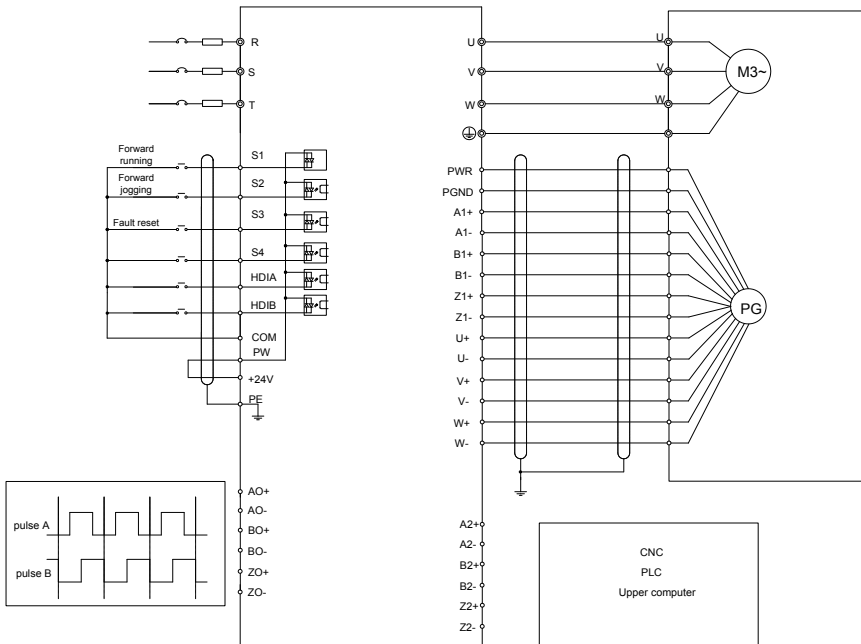 R
S
T
Forward
running
Forward
jogging
Fault reset
S1
S2
S3
S4
HDIA
HDIB
COM
PW
+24V
PE
pulse A
pulse B
AO+
AO-
BO+
BO-
ZO+
ZO-
U
V
W
U
V
W
M3~
PWR
PGND
A1+
A1-
B1+
B1-
Z1+
Z1-
U+
U-
V+
V-
W+
W-
PG
A2+
A2-
B2+
B2-
Z2+
Z2-
CNC
PLC
Upper computer